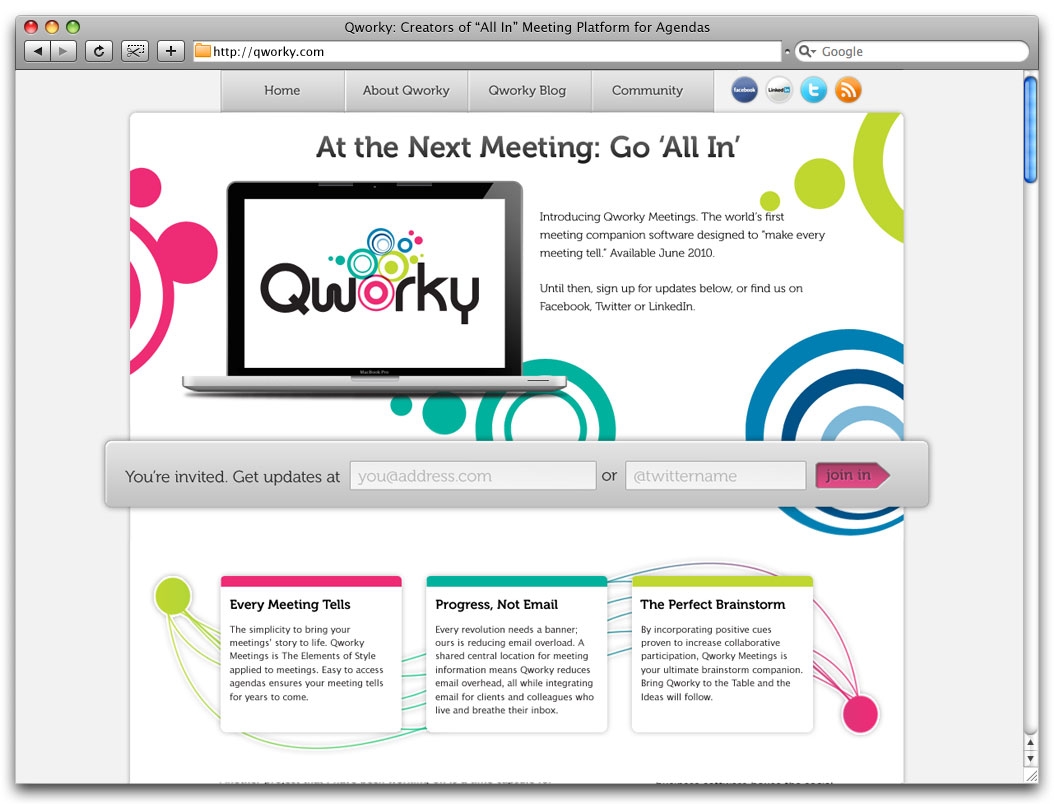 Qworky: Creators of “All In” Meeting Platform for Agendas
http://qworky.com
Google
Home About Qworky Qworky Blog Community
facebook LinkedIn t
At the Next Meeting: Go ‘All In’
Introducing Qworky Meetings. The world’s first
meeting companion software designed to “make every
meeting tell.” Available June 2010.
Until then, sign up for updates below, or find us on
Facebook, Twitter or LinkedIn.
Qworky
MacBook Pro
You’re invited. Get updates at you@address.com or @twittername join in
Every Meeting Tells
The simplicity to bring your
meetings’ story to life. Qworky
Meetings is The Elements of Style
applied to meetings. Easy to access
agendas ensures your meeting tells
for years to come.
Progress, Not Email
Every revolution needs a banner;
ours is reducing email overload. A
shared central location for meeting
information means Qworky reduces
email overhead, all while integrating
email for clients and colleagues who
live and breathe their inbox.
The Perfect Brainstorm
By incorporating positive cues
proven to increase collaborative
participation, Qworky Meetings is
your ultimate brainstorm companion.
Bring Qworky to the Table and the
Ideas will follow.